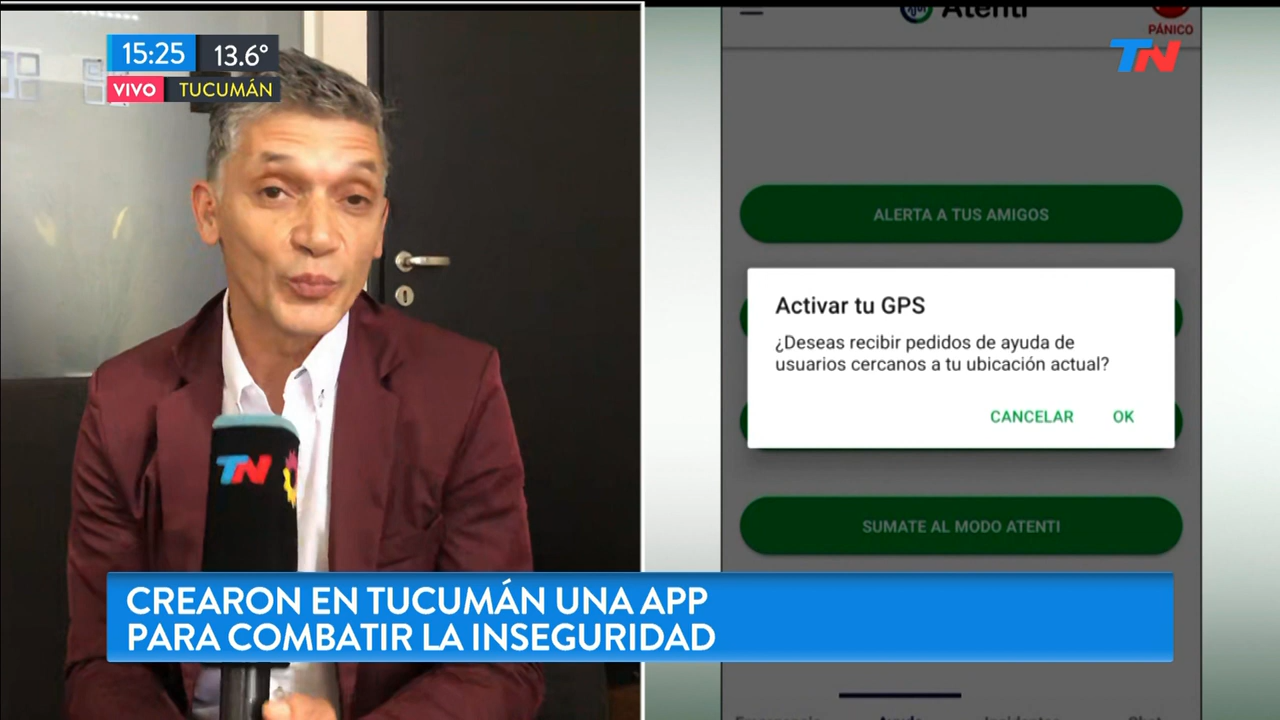 15:25
13.6°
VIVO
TUCUMÁN
TN
Atenti
PÁNICO
TN
ALERTA A TUS AMIGOS
Activar tu GPS
¿Deseas recibir pedidos de ayuda de
usuarios cercanos a tu ubicación actual?
CANCELAR OK
SUMATE AL MODO ATENTI
CREARON EN TUCUMÁN UNA APP
PARA COMBATIR LA INSEGURIDAD